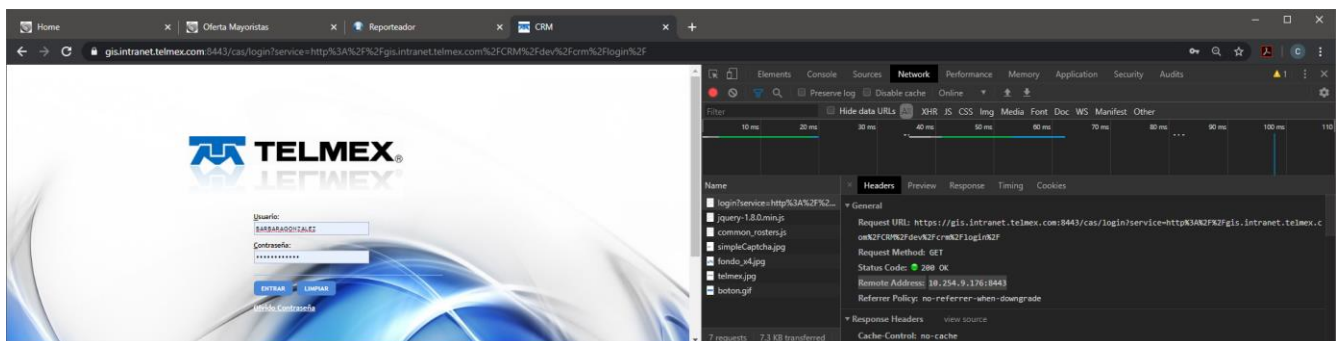 Home
Oferta Mayoristas
Reporteador
CRM
gis.intranet.telmex.com:8443/cas/login?service=http%3A%2F%2Fgis.intranet.telmex.com%2FCRM%2Fdev%2Fcrm%2Flogin%2F
Elements Console Sources Network Performance Memory Application Security Audits 1
Preserve log Disable cache Online
Filter Hide data URLs All XHR JS CSS Img Media Font Doc WS Manifest Other
10 ms 20 ms 30 ms 40 ms 50 ms 60 ms 70 ms 80 ms 90 ms 100 ms 110
TELMEX®
Usuario:
BARBARAGONZALEZ
Contraseña:
************
ENTRAR LIMPIAR
Olvido Contraseña
Name
login?service=http%3A%2F%2...
jquery-1.8.0.min.js
common_rosters.js
simpleCaptcha.jpg
fondo_x4.jpg
telmex.jpg
boton.gif
7 requests 7.3 KB transferred
Headers Preview Response Timing Cookies
General
Request URL: https://gis.intranet.telmex.com:8443/cas/login?service=http%3A%2F%2Fgis.intranet.telmex.c
om%2FCRM%2Fdev%2Fcrm%2Flogin%2F
Request Method: GET
Status Code: 200 OK
Remote Address: 10.254.9.176:8443
Referrer Policy: no-referrer-when-downgrade
Response Headers view source
Cache-Control: no-cache